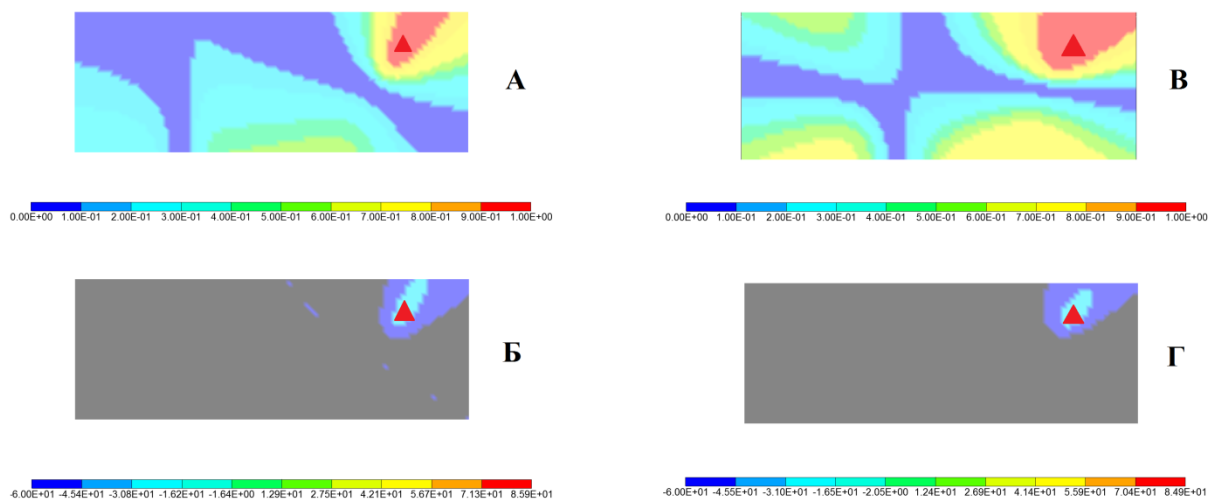 А
В
0.00E+00 1.00E-01 2.00E-01 3.00E-01 4.00E-01 5.00E-01 6.00E-01 7.00E-01 8.00E-01 9.00E-01 1.00E+00
0.00E+00 1.00E-01 2.00E-01 3.00E-01 4.00E-01 5.00E-01 6.00E-01 7.00E-01 8.00E-01 9.00E-01 1.00E+00
Б
Г
-6.00E+01 -4.54E+01 -3.08E+01 -1.62E+01 -1.64E+00 1.29E+01 2.75E+01 4.21E+01 5.67E+01 7.13E+01 8.59E+01
-6.00E+01 -4.55E+01 -3.10E+01 -1.65E+01 -2.05E+00 1.24E+01 2.69E+01 4.14E+01 5.59E+01 7.04E+01 8.49E+01